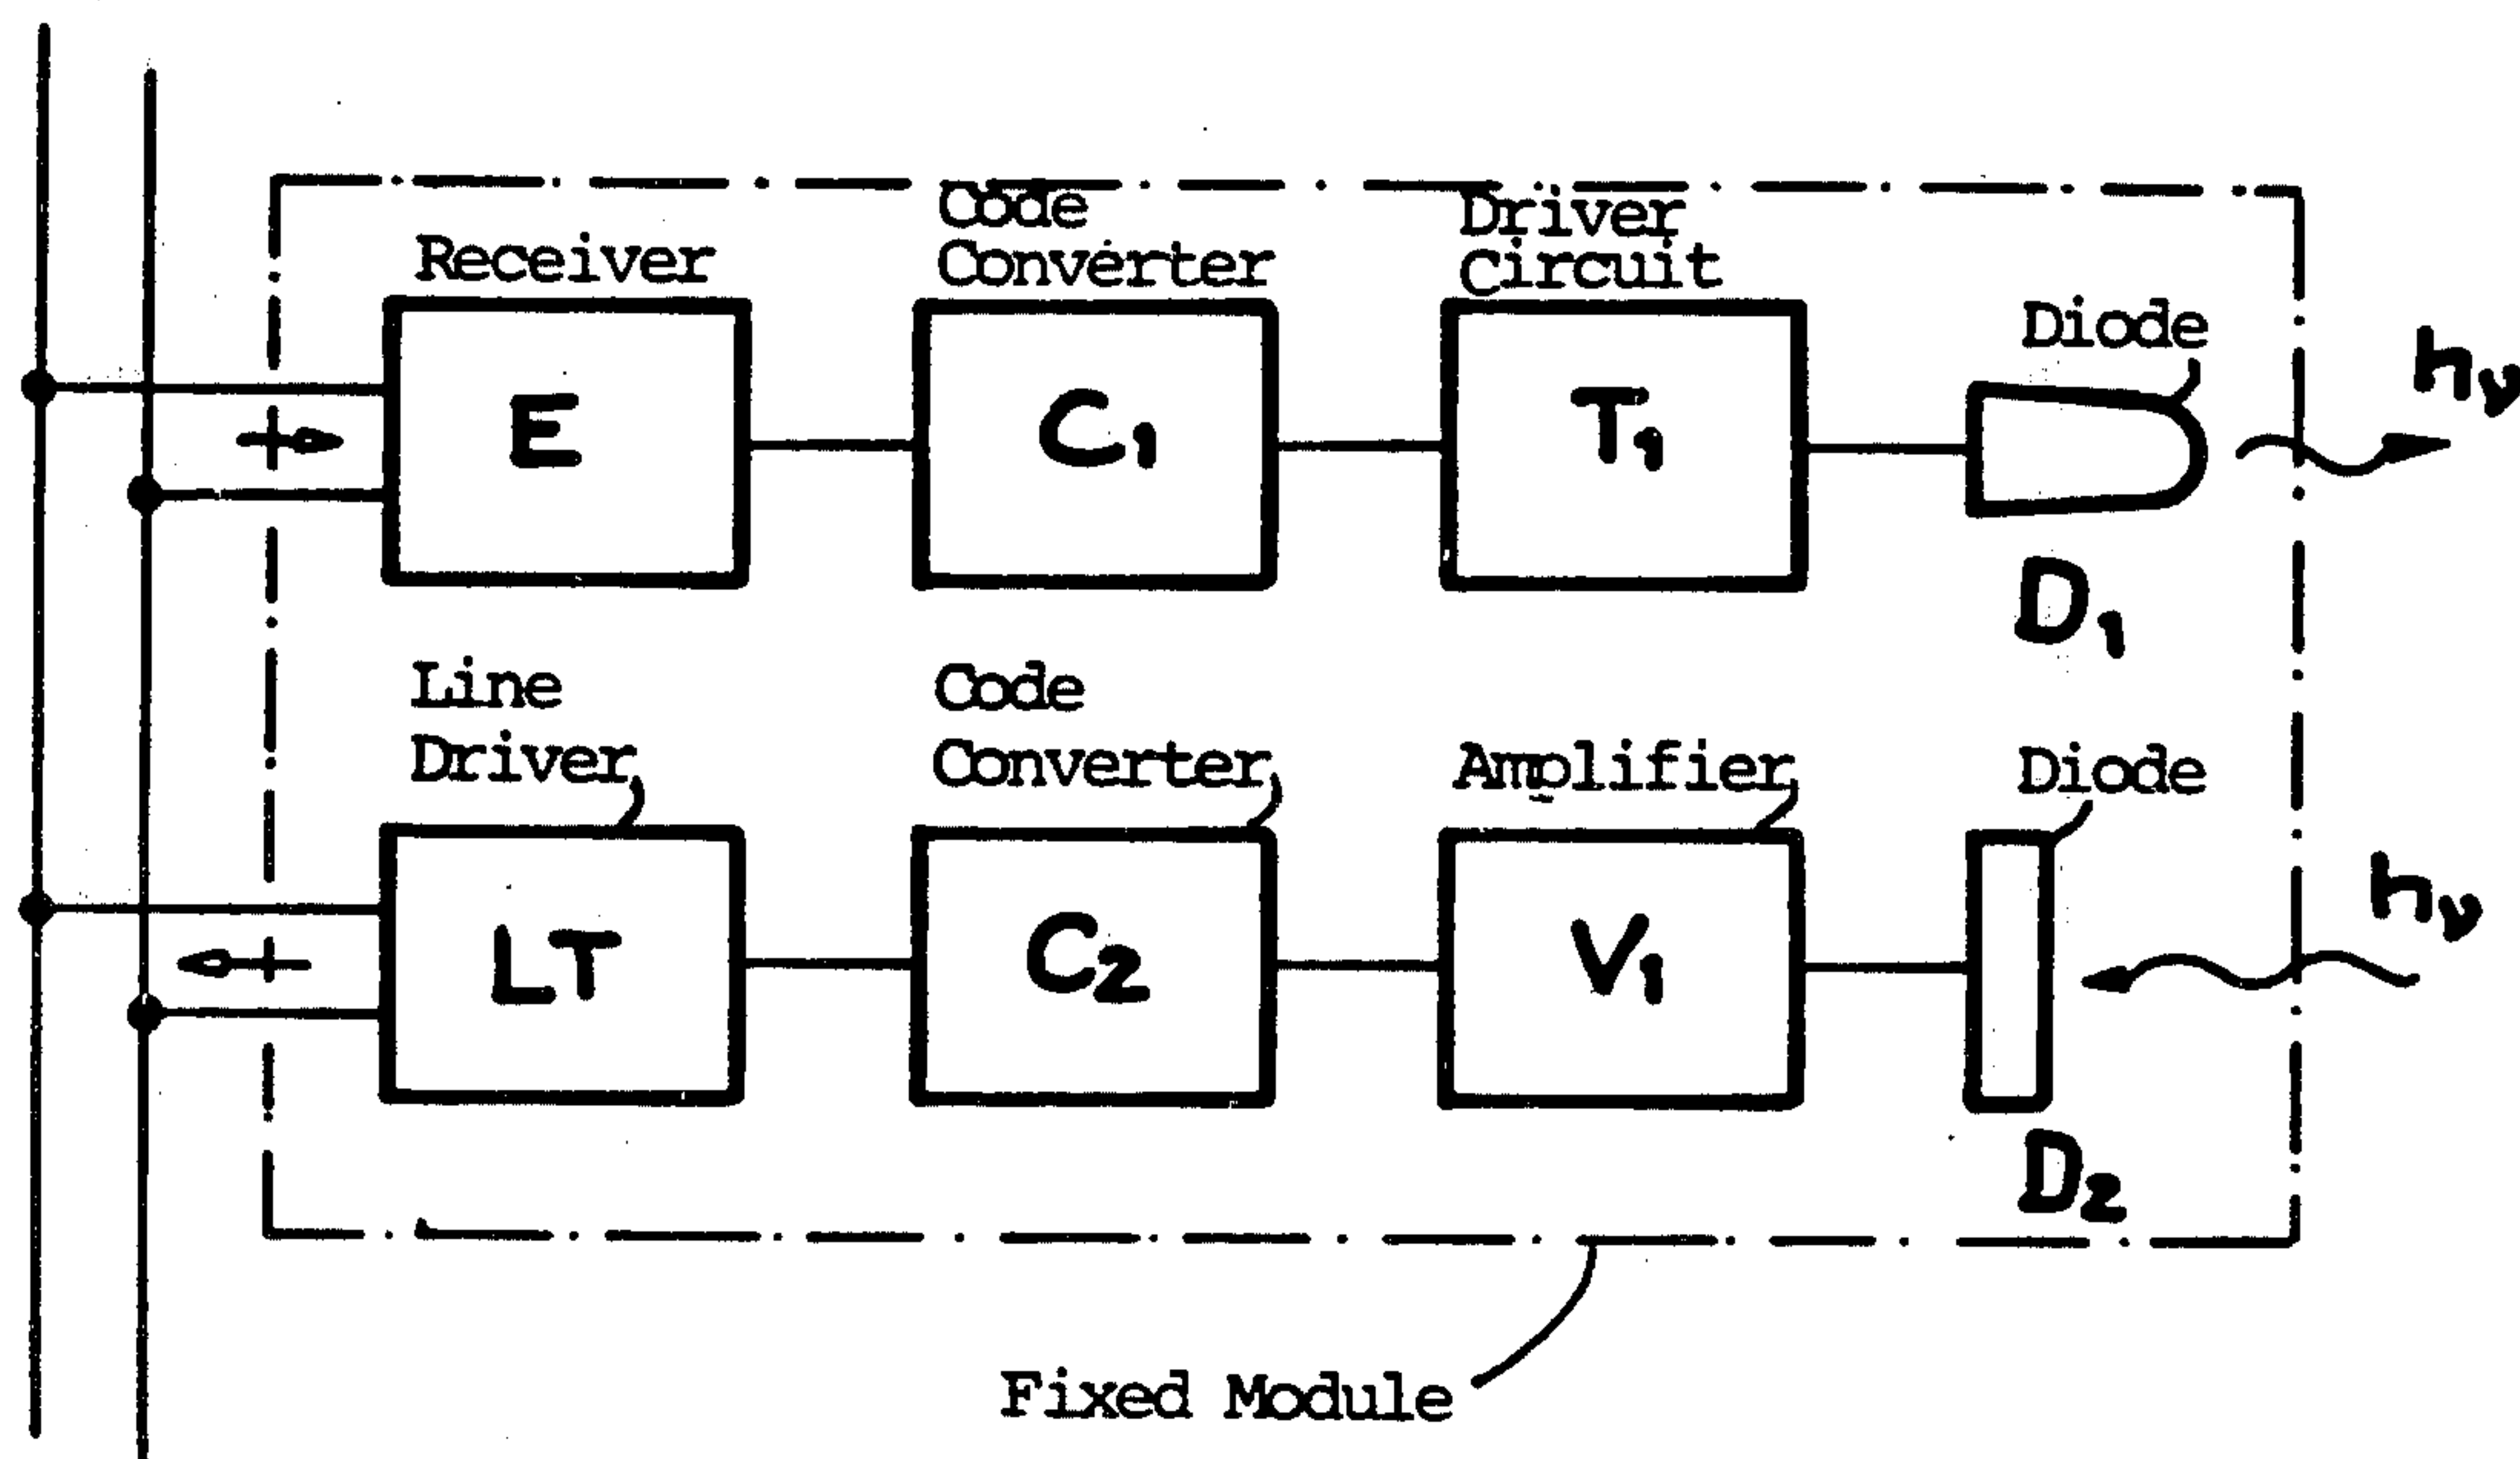 Receiver
Code
Converter
Driver
Circuit
Diode
hν
E
C1
T1
D1
Line
Driver
Code
Converter
Amplifier
Diode
hν
LT
C2
V1
D2
Fixed Module